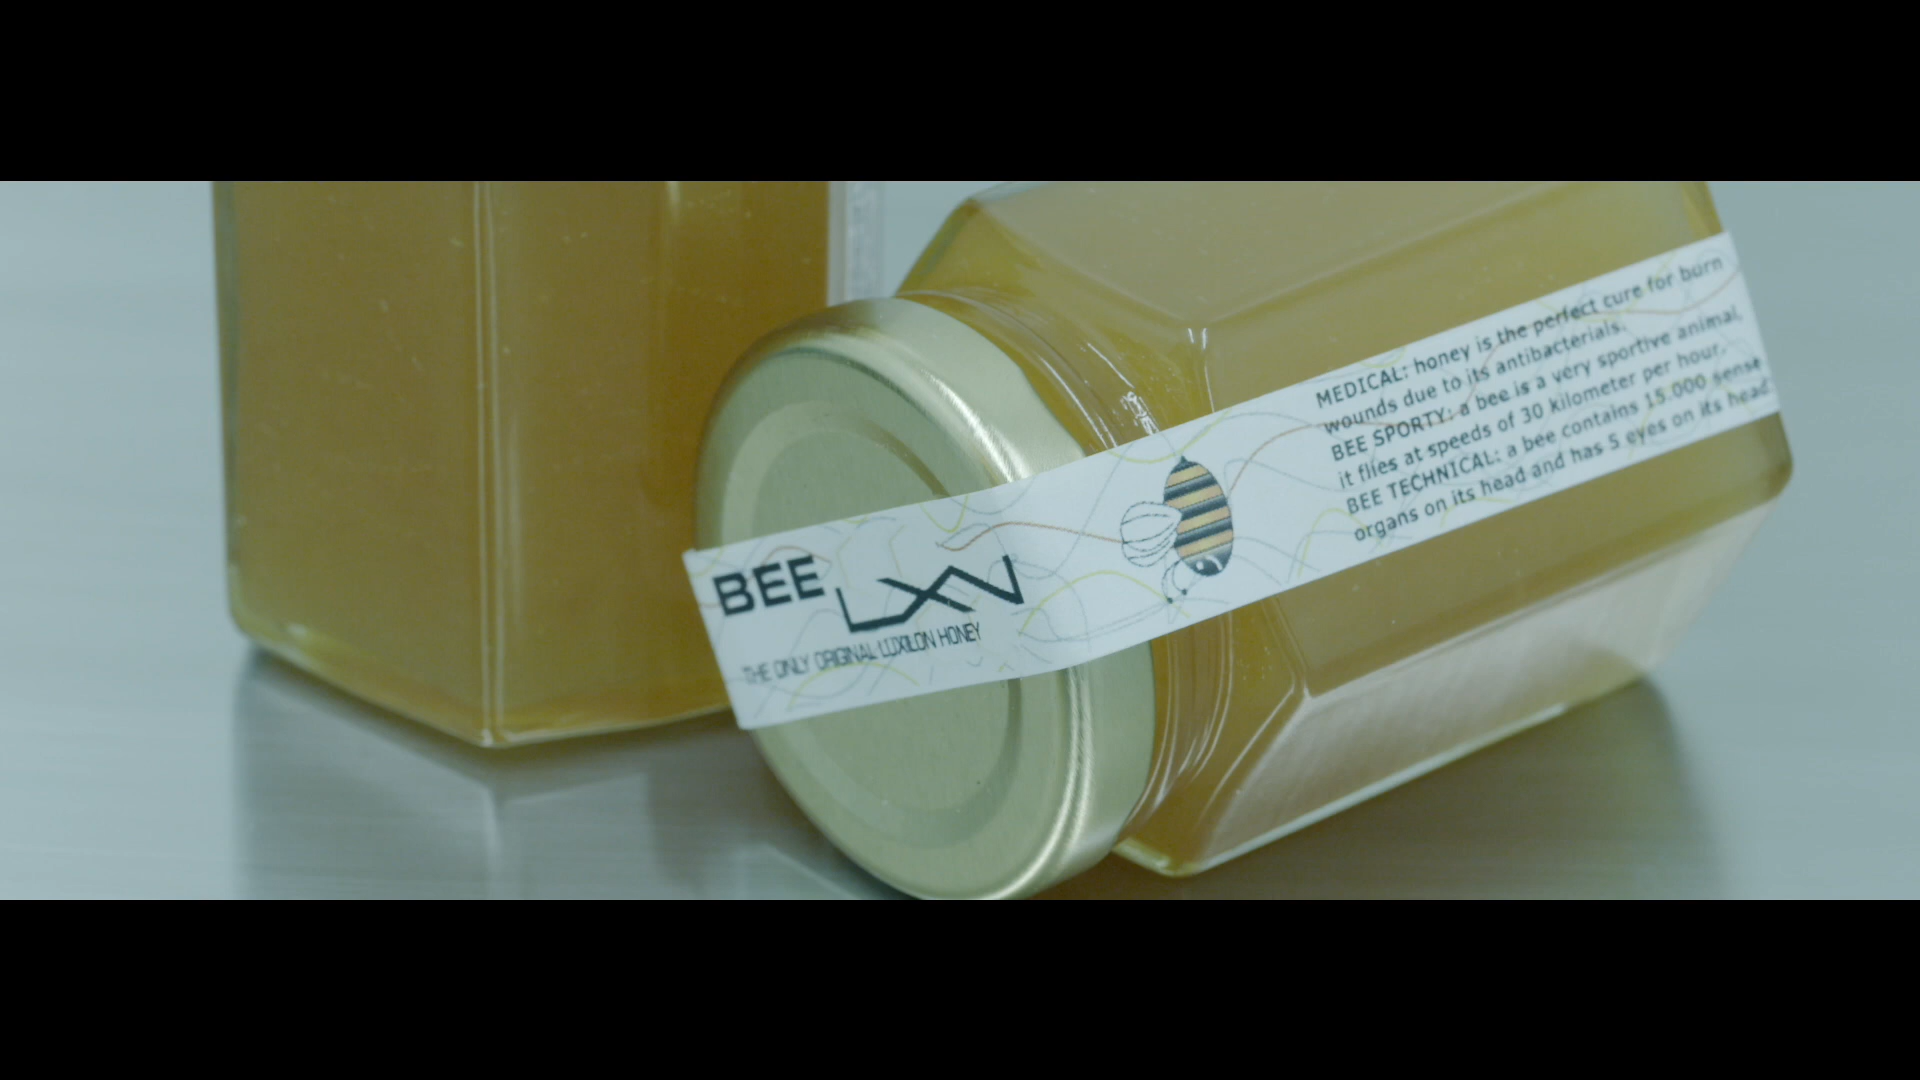 BEE LXN
THE ONLY ORIGINAL LUXILON HONEY
MEDICAL: honey is the perfect cure for burn
wounds due to its antibacterials.
BEE SPORTY: a bee is a very sportive animal,
it flies at speeds of 30 kilometer per hour.
BEE TECHNICAL: a bee contains 15.000 sense
organs on its head and has 5 eyes on its head.